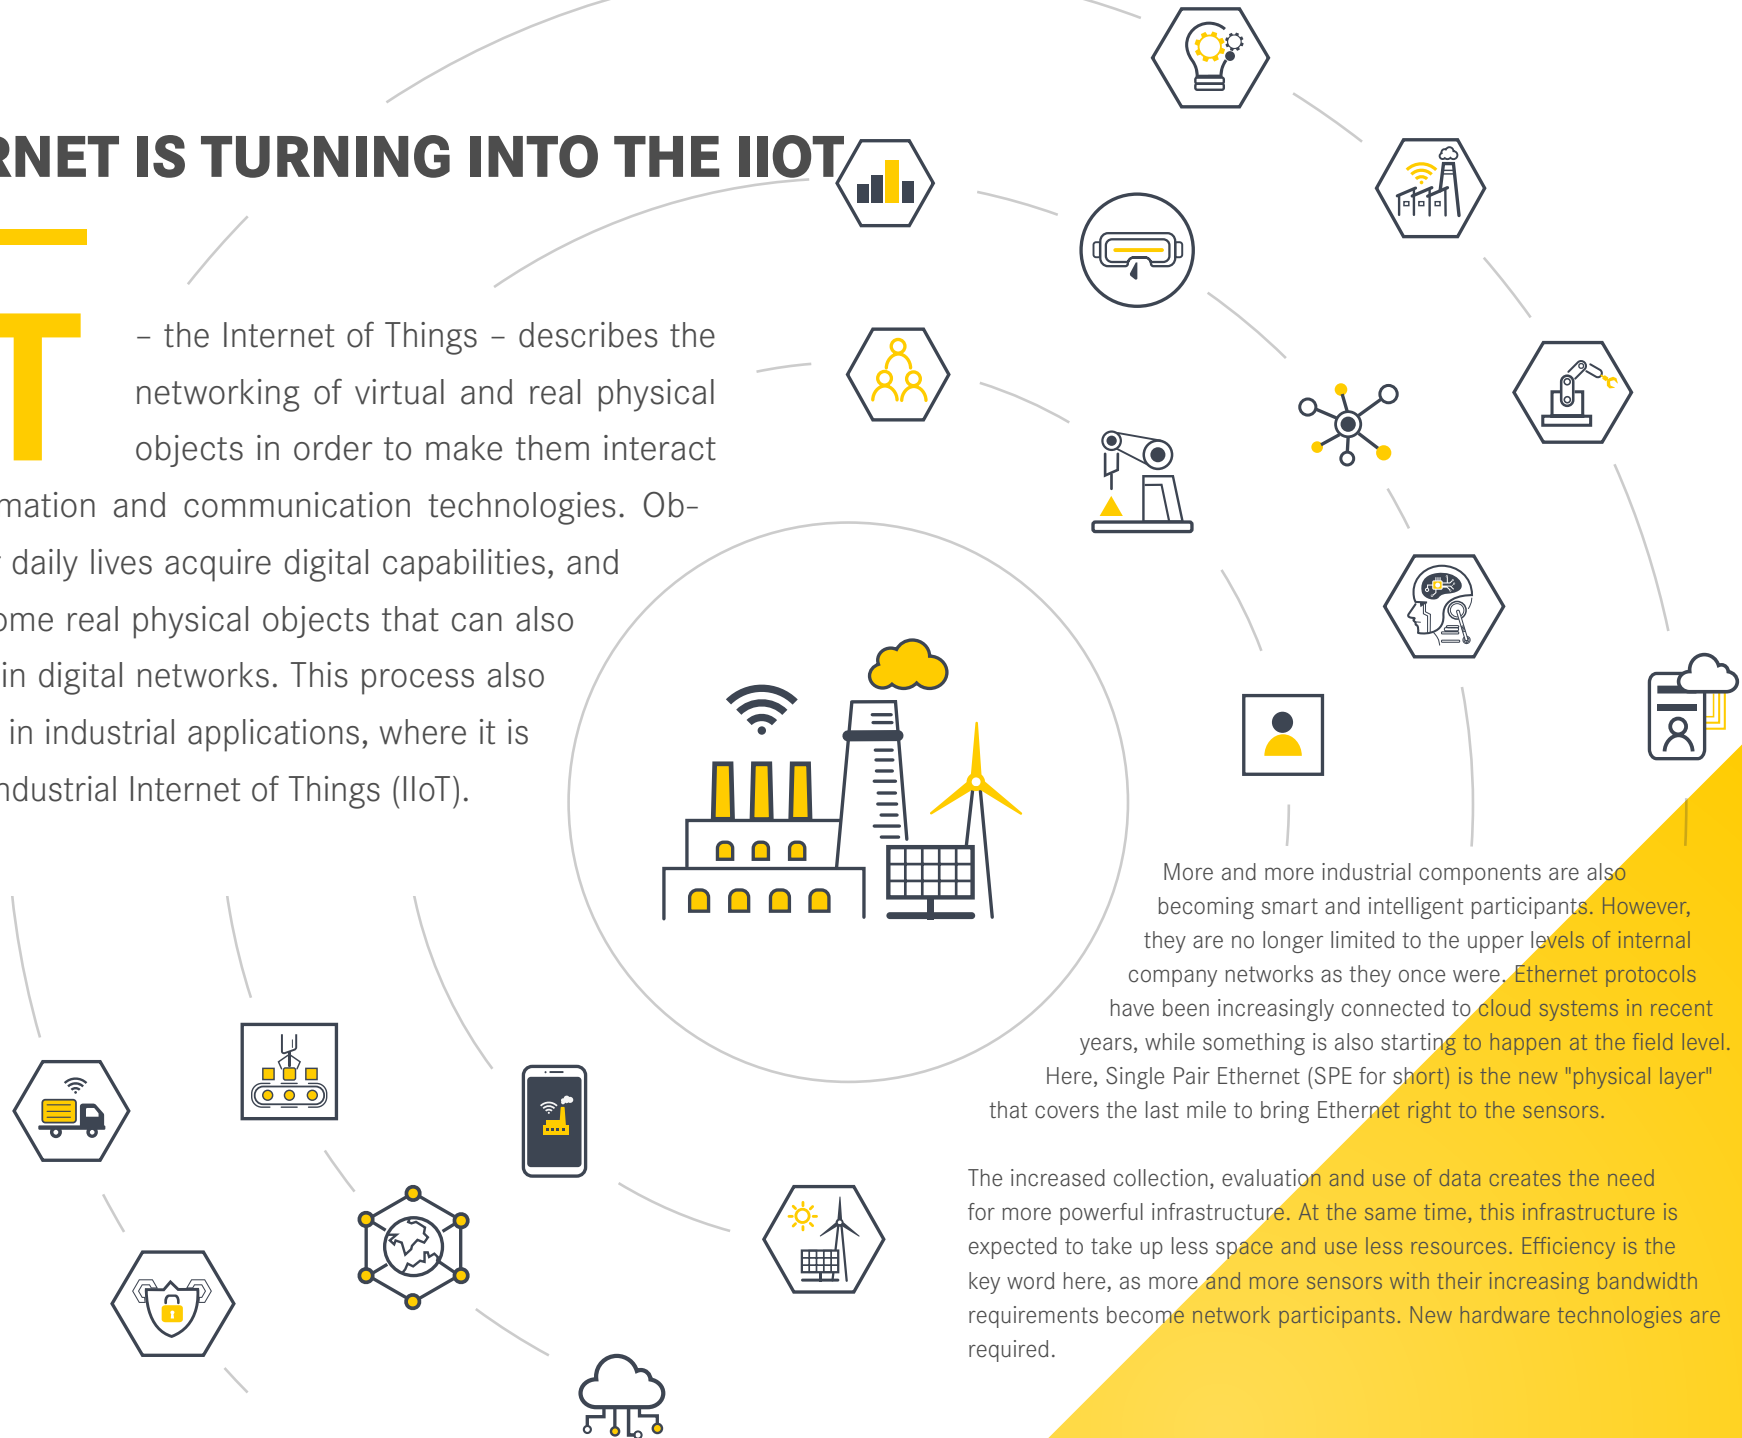 RNET IS TURNING INTO THE IIOT
T
– the Internet of Things – describes the
networking of virtual and real physical
objects in order to make them interact
mation and communication technologies. Ob-
daily lives acquire digital capabilities, and
ome real physical objects that can also
in digital networks. This process also
in industrial applications, where it is
ndustrial Internet of Things (IIoT).
More and more industrial components are also
becoming smart and intelligent participants. However,
they are no longer limited to the upper levels of internal
company networks as they once were. Ethernet protocols
have been increasingly connected to cloud systems in recent
years, while something is also starting to happen at the field level.
Here, Single Pair Ethernet (SPE for short) is the new "physical layer"
that covers the last mile to bring Ethernet right to the sensors.
The increased collection, evaluation and use of data creates the need
for more powerful infrastructure. At the same time, this infrastructure is
expected to take up less space and use less resources. Efficiency is the
key word here, as more and more sensors with their increasing bandwidth
requirements become network participants. New hardware technologies are
required.